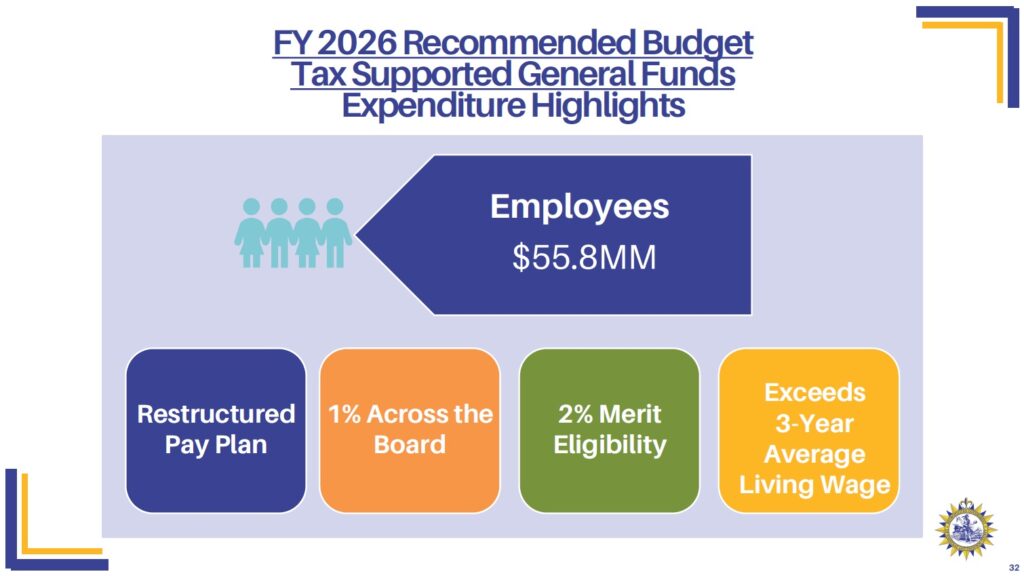 FY 2026 Recommended Budget
Tax Supported General Funds
Expenditure Highlights
Employees
$55.8MM
Restructured
Pay Plan
1% Across the
Board
2% Merit
Eligibility
Exceeds
3-Year
Average
Living Wage
32